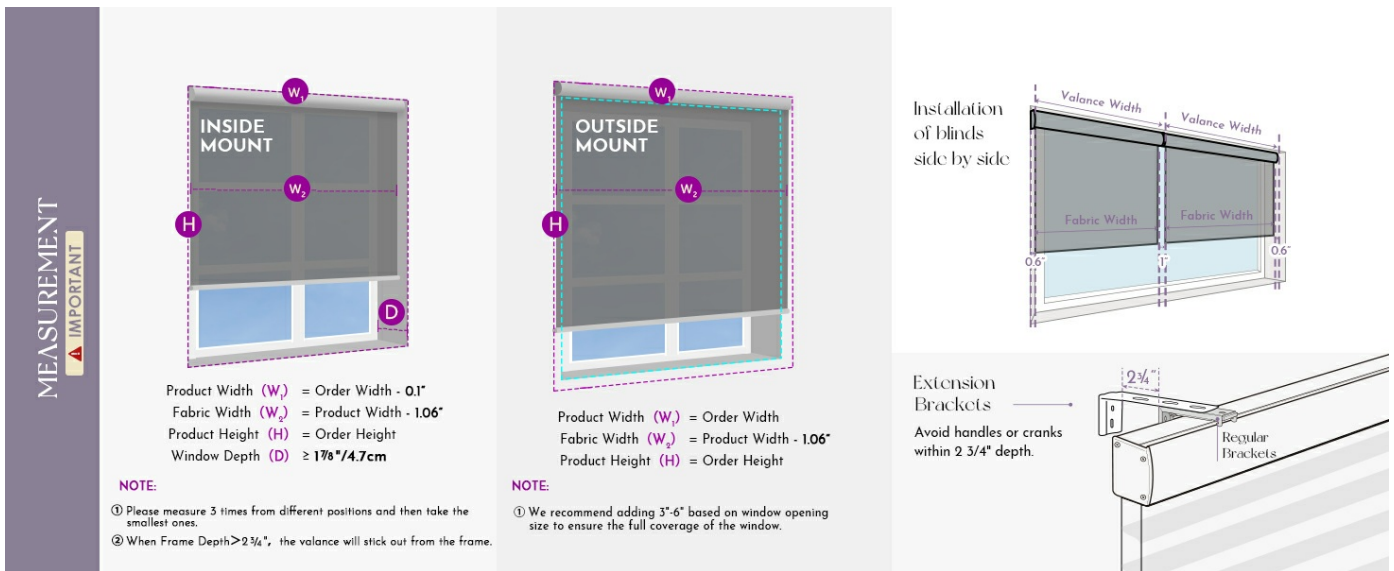 MEASUREMENT
IMPORTANT
W₁
INSIDE
MOUNT
W₂
H
D
Product Width (W₁) = Order Width - 0.1"
Fabric Width (W₂) = Product Width - 1.06"
Product Height (H) = Order Height
Window Depth (D) ≥ 1⅞"/4.7cm
NOTE:
① Please measure 3 times from different positions and then take the
smallest ones.
② When Frame Depth>2¾", the valance will stick out from the frame.
W₁
OUTSIDE
MOUNT
W₂
H
Product Width (W₁) = Order Width
Fabric Width (W₂) = Product Width - 1.06"
Product Height (H) = Order Height
NOTE:
① We recommend adding 3"-6" based on window opening
size to ensure the full coverage of the window.
Installation
of blinds
side by side
Valance Width
Valance Width
Fabric Width
Fabric Width
0.6"
1"
0.6"
Extension
Brackets
Avoid handles or cranks
within 2 3/4" depth.
2¾"
Regular
Brackets